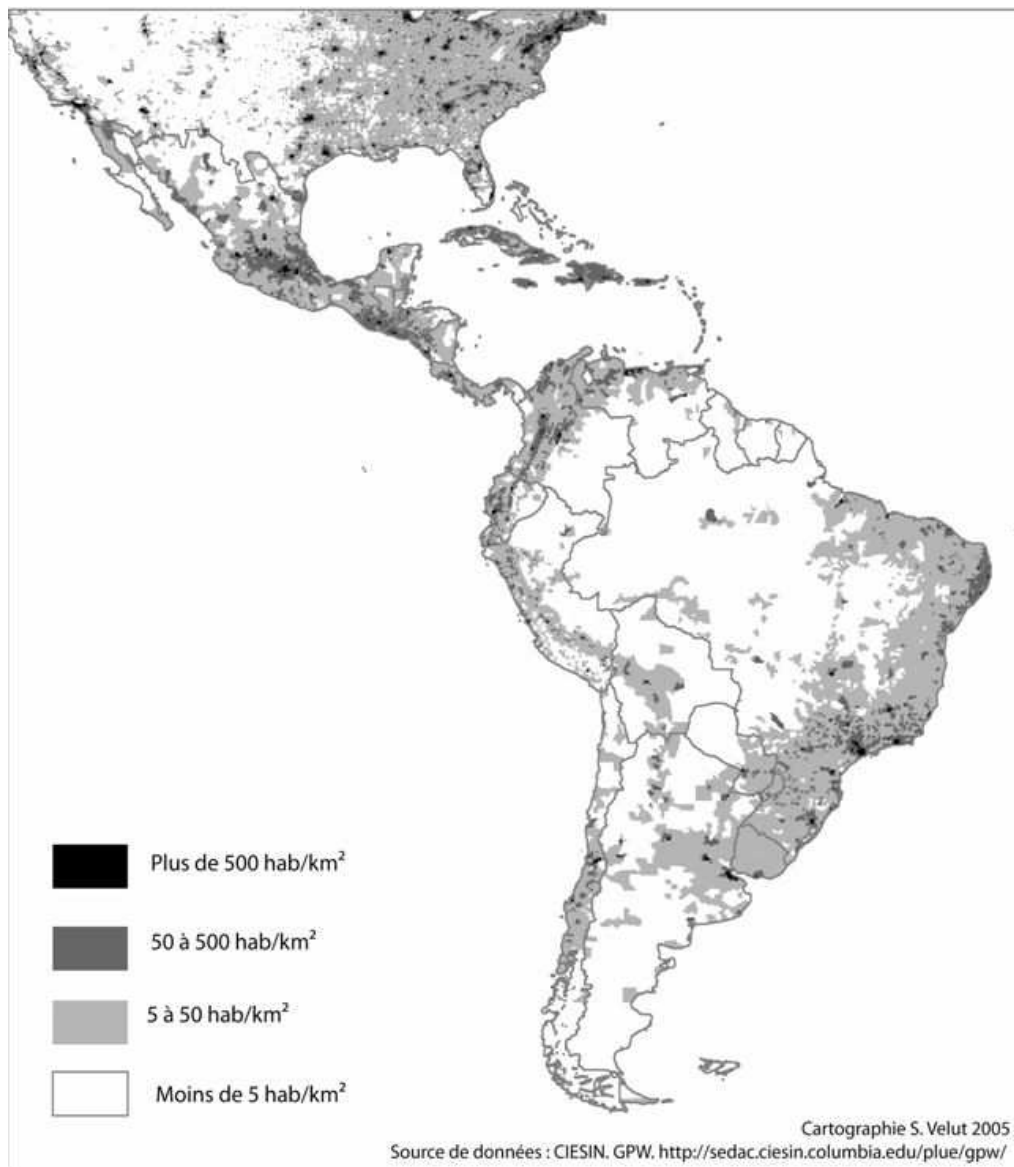 Plus de 500 hab/km²
50 à 500 hab/km²
5 à 50 hab/km²
Moins de 5 hab/km²
Cartographie S. Velut 2005
Source de données : CIESIN. GPW. http://sedac.ciesin.columbia.edu/plue/gpw/